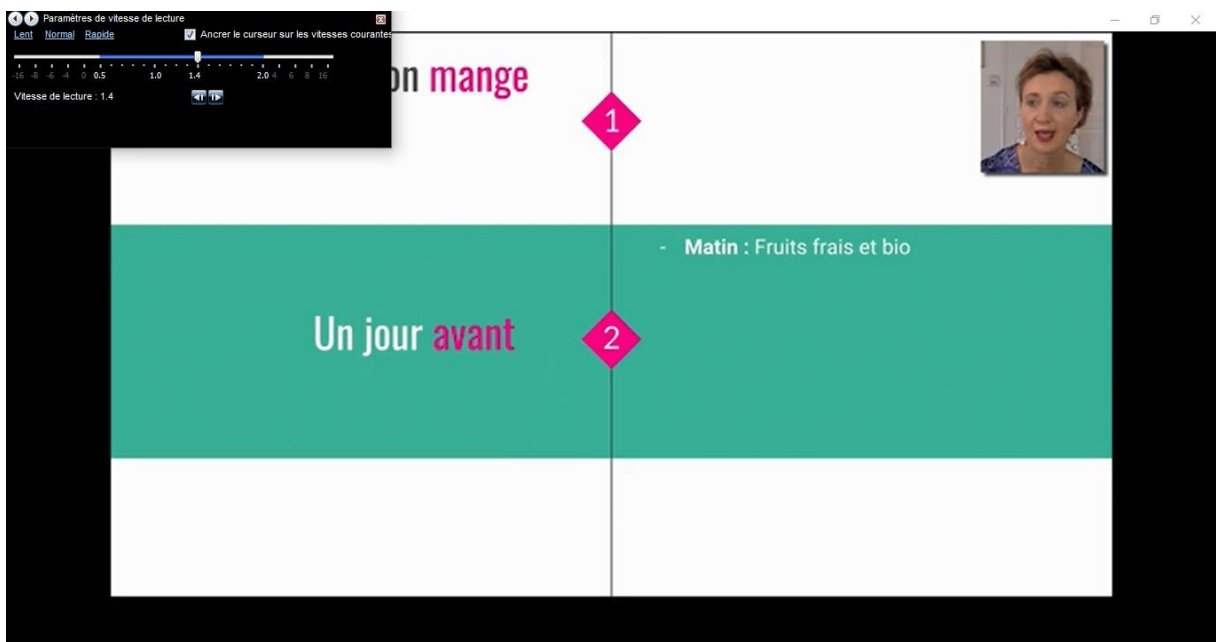 Paramètres de vitesse de lecture
Lent Normal Rapide Ancrer le curseur sur les vitesses courantes
-16 -8 -6 -4 0 0.5 1.0 1.4 2.0 4 6 8 16
Vitesse de lecture : 1.4
on mange
1
- Matin : Fruits frais et bio
Un jour avant
2